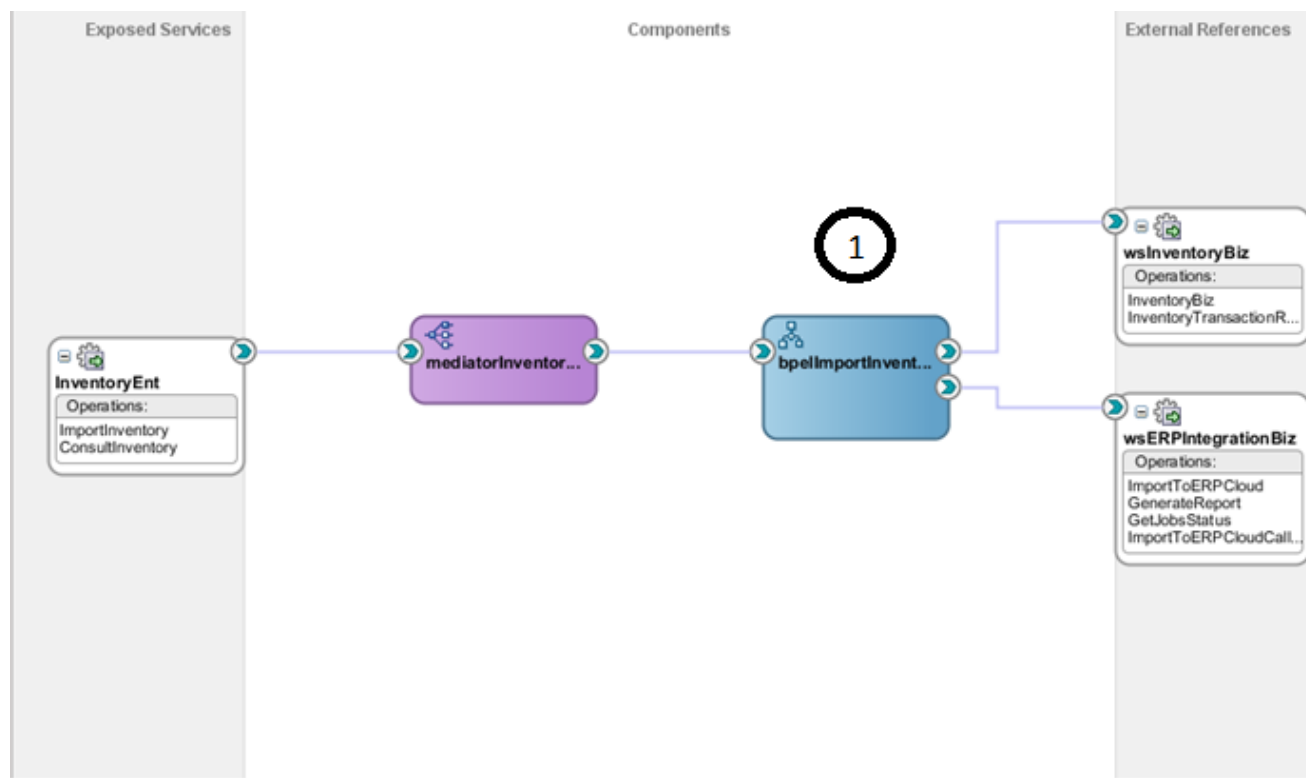 Exposed Services
Components
External References
1
InventoryEnt
Operations:
ImportInventory
ConsultInventory
mediatorInventor...
bpelImportInvent...
wsInventoryBiz
Operations:
InventoryBiz
InventoryTransactionR...
wsERPIntegrationBiz
Operations:
ImportToERPCloud
GenerateReport
GetJobsStatus
ImportToERPCloudCall...